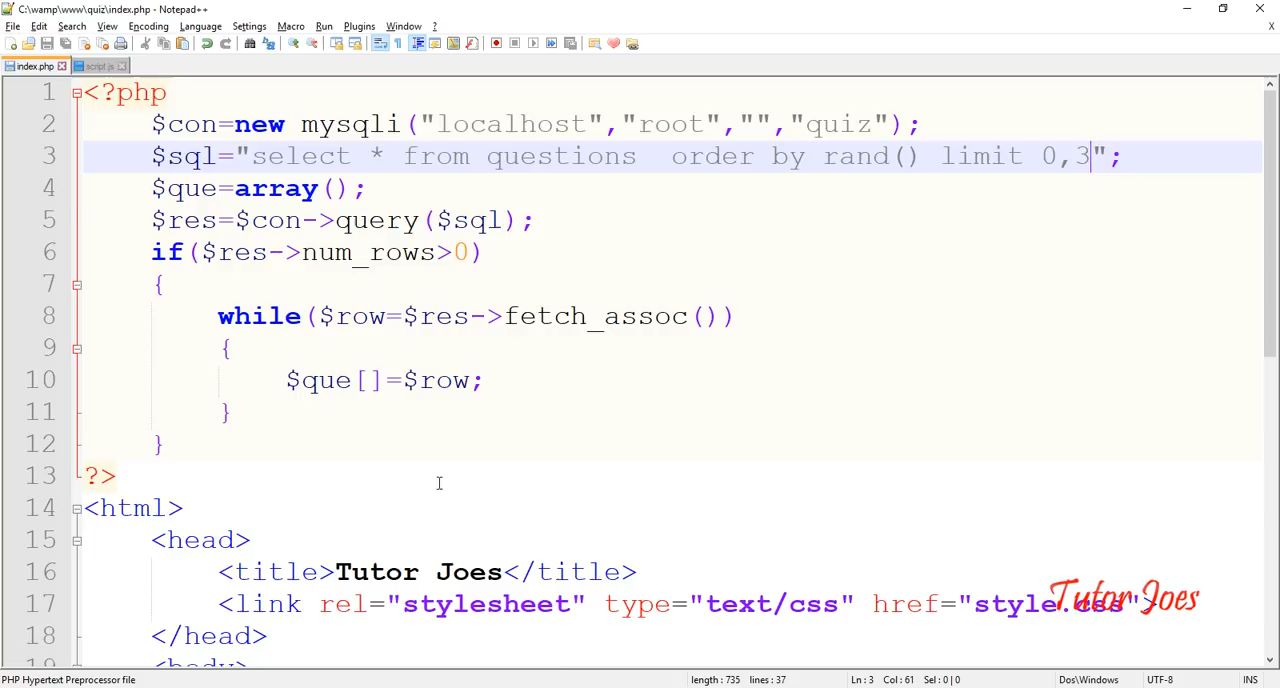 C:\wamp\www\quiz\index.php - Notepad++
File Edit Search View Encoding Language Settings Macro Run Plugins Window ?
index.php script.js
1 <?php
2 $con=new mysqli("localhost","root","","quiz");
3 $sql="select * from questions  order by rand() limit 0,3";
4 $que=array();
5 $res=$con->query($sql);
6 if($res->num_rows>0)
7 {
8 while($row=$res->fetch_assoc())
9 {
10 $que[]=$row;
11 }
12 }
13 ?>
14 <html>
15 <head>
16 <title>Tutor Joes</title>
17 <link rel="stylesheet" type="text/css" href="style.css">
Tutor Joes
18 </head>
19 <body>
PHP Hypertext Preprocessor file length : 735 lines : 37 Ln : 3 Col : 61 Sel : 0 | 0 Dos\Windows UTF-8 INS